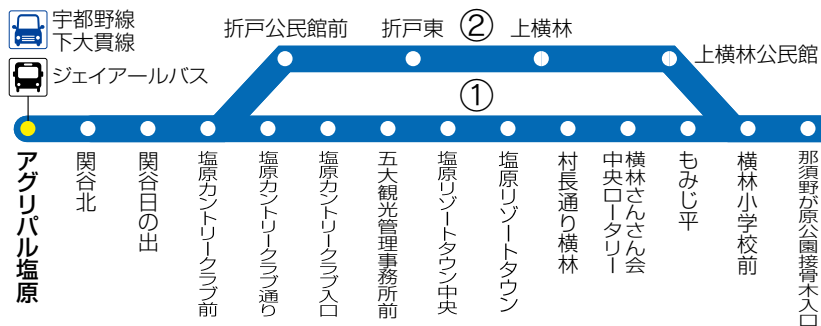 宇都野線
下大貫線
ジェイアールバス
折戸公民館前
折戸東
②
上横林
上横林公民館
①
アグリパル塩原
関谷北
関谷日の出
塩原カントリークラブ前
塩原カントリークラブ通り
塩原カントリークラブ入口
五大観光管理事務所前
塩原リゾートタウン中央
塩原リゾートタウン
村長通り横林
横林さんさん会
中央ロータリー
もみじ平
横林小学校前
那須野が原公園接骨木入口